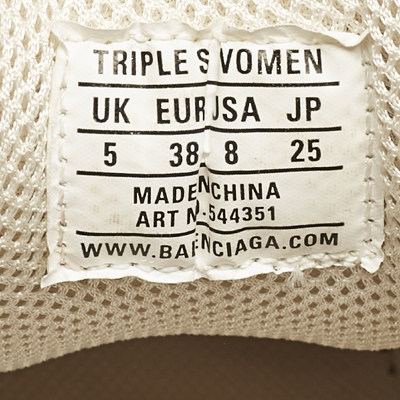 TRIPLE S WOMEN
UK EUR USA JP
5 38 8 25
MADE IN CHINA
ART N. 544351
WWW.BALENCIAGA.COM